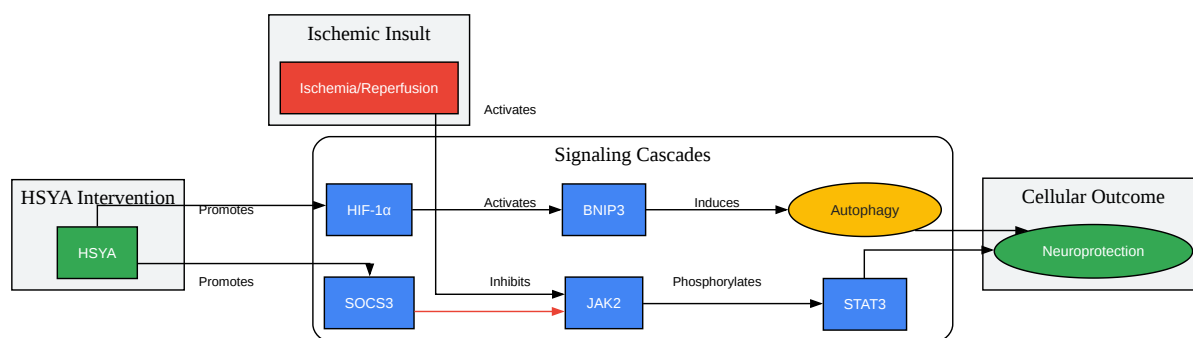 Ischemic Insult
Ischemia/Reperfusion
Activates
Signaling Cascades
HSYA Intervention
Cellular Outcome
Promotes
HIF-1α
Activates
BNIP3
Induces
Autophagy
HSYA
Neuroprotection
Promotes
SOCS3
Inhibits
JAK2
Phosphorylates
STAT3